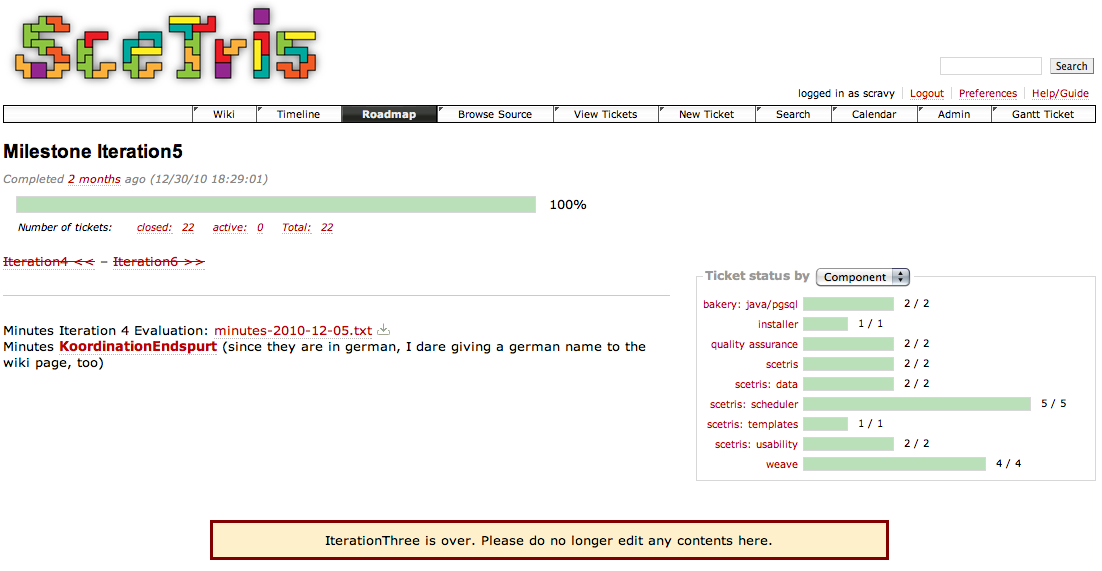 SceTris
Search
logged in as scravy Logout Preferences Help/Guide
Wiki Timeline Roadmap Browse Source View Tickets New Ticket Search Calendar Admin Gantt Ticket
Milestone Iteration5
Completed 2 months ago (12/30/10 18:29:01)
100%
Number of tickets: closed: 22 active: 0 Total: 22
Iteration4 << – Iteration6 >>
Minutes Iteration 4 Evaluation: minutes-2010-12-05.txt
Minutes KoordinationEndspurt (since they are in german, I dare giving a german name to the
wiki page, too)
Ticket status by Component
bakery: java/pgsql 2 / 2
installer 1 / 1
quality assurance 2 / 2
scetris 2 / 2
scetris: data 2 / 2
scetris: scheduler 5 / 5
scetris: templates 1 / 1
scetris: usability 2 / 2
weave 4 / 4
IterationThree is over. Please do no longer edit any contents here.